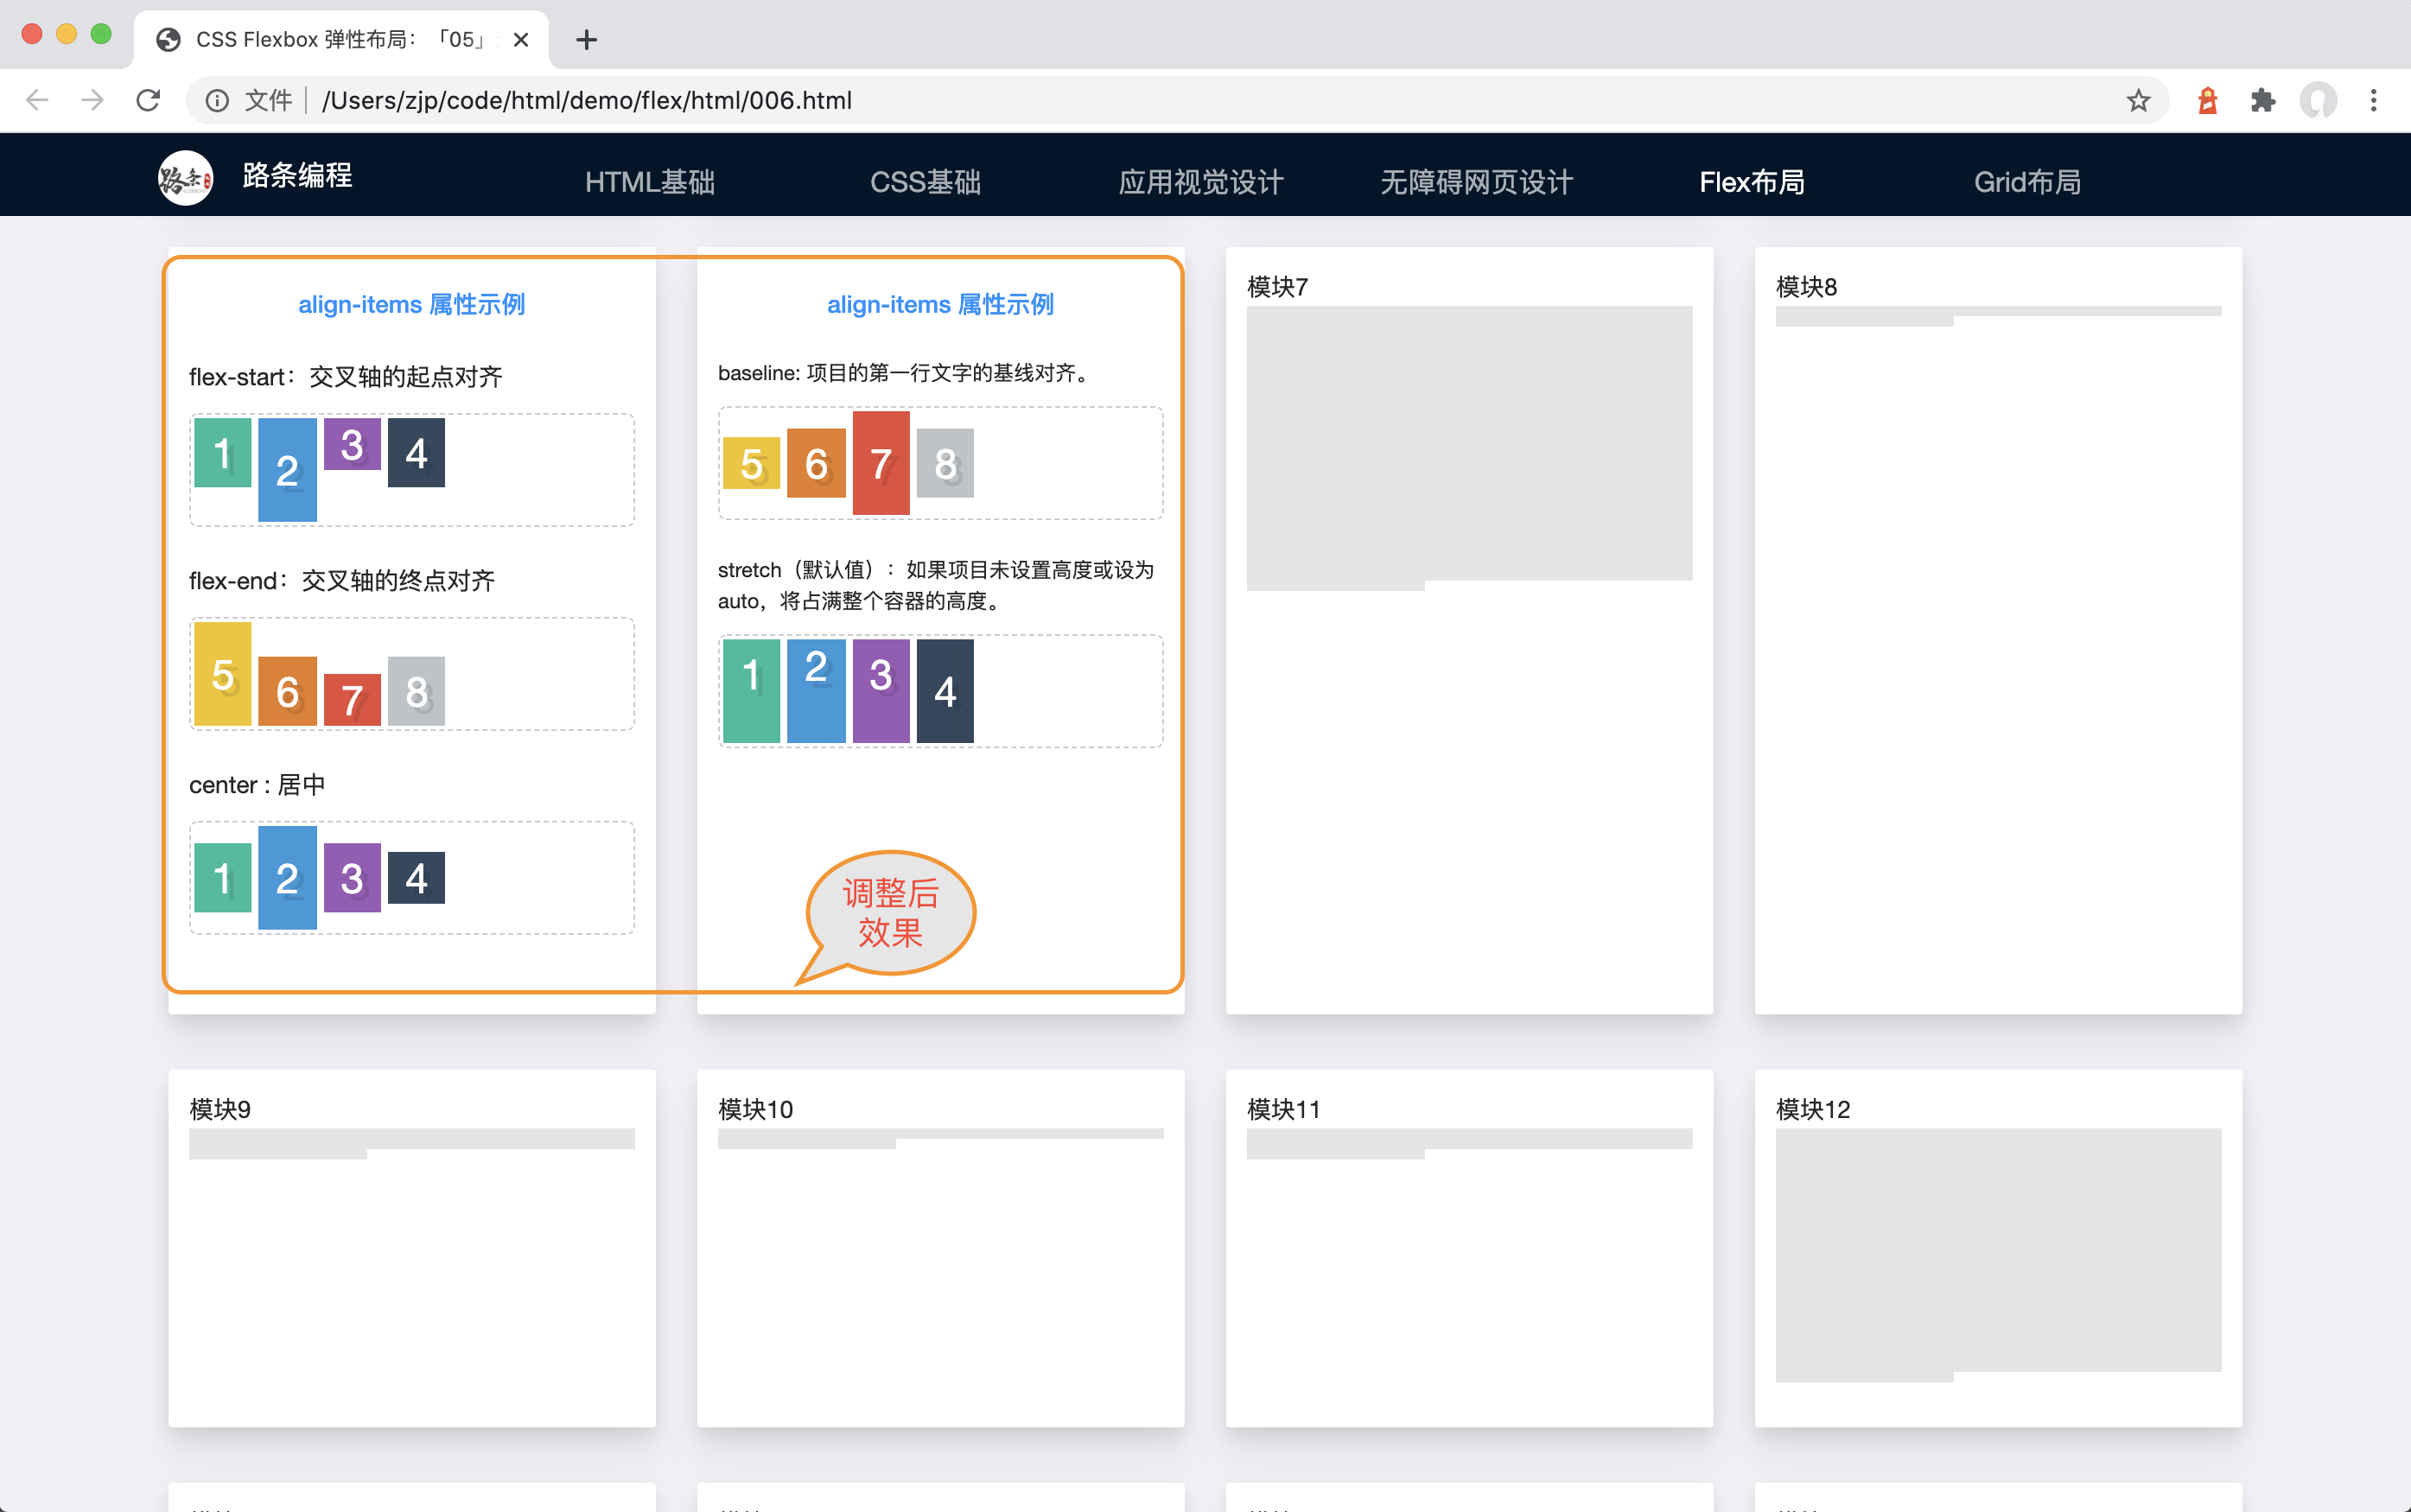 CSS Flexbox 弹性布局：「05」
文件
/Users/zjp/code/html/demo/flex/html/006.html
路条
路条编程
HTML基础
CSS基础
应用视觉设计
无障碍网页设计
Flex布局
Grid布局
align-items 属性示例
flex-start：交叉轴的起点对齐
1 2 3 4
flex-end：交叉轴的终点对齐
5 6 7 8
center : 居中
1 2 3 4
align-items 属性示例
baseline: 项目的第一行文字的基线对齐。
5 6 7 8
stretch（默认值）：如果项目未设置高度或设为
auto，将占满整个容器的高度。
1 2 3 4
调整后
效果
模块7
模块8
模块9
模块10
模块11
模块12